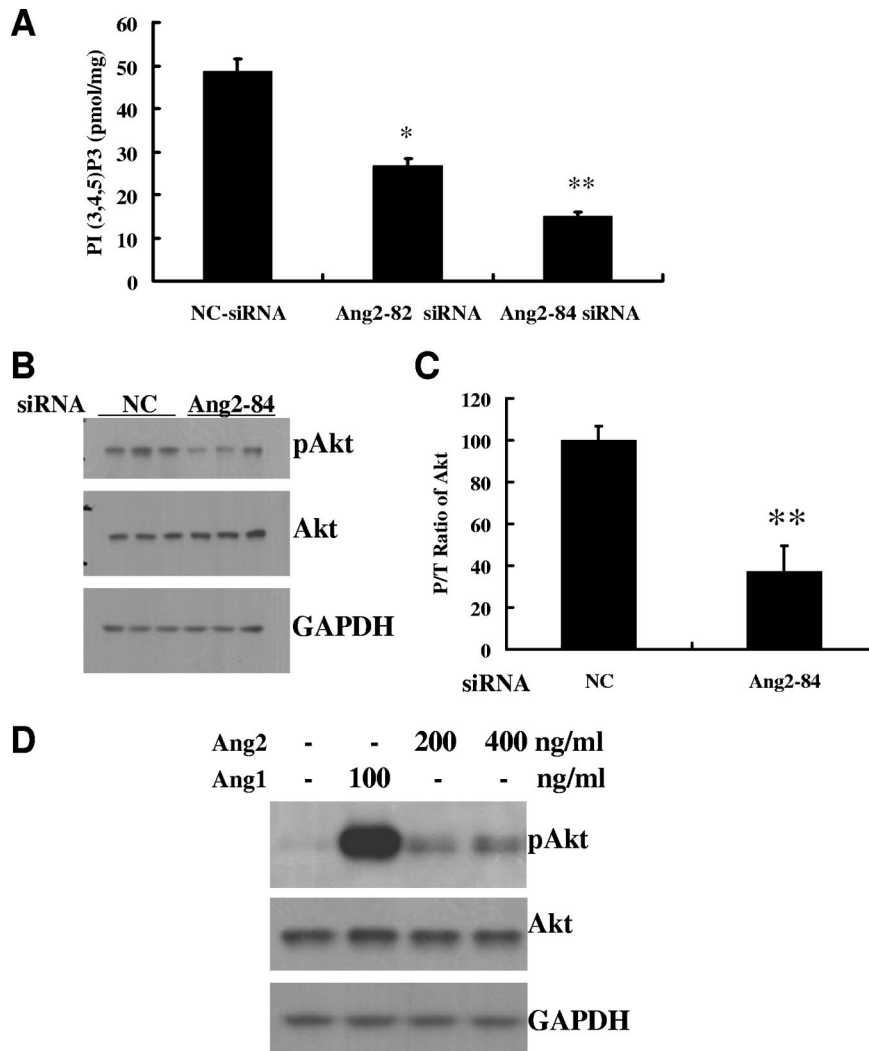 A
PI (3,4,5)P3 (pmol/mg)
60
50
40
30
20
10
0
*
**
NC-siRNA Ang2-82 siRNA Ang2-84 siRNA
B
siRNA NC Ang2-84
pAkt
Akt
GAPDH
C
P/T Ratio of Akt
120
100
80
60
40
20
0
**
siRNA NC Ang2-84
D
Ang2 - - 200 400 ng/ml
Ang1 - 100 - - ng/ml
pAkt
Akt
GAPDH